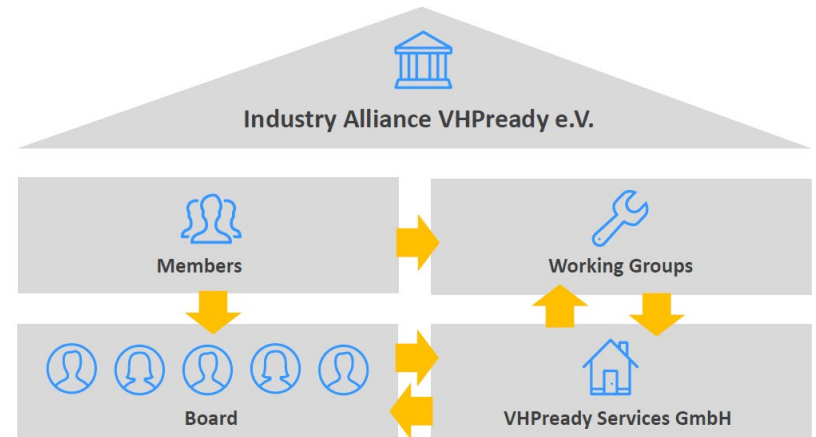 Industry Alliance VHPready e.V.
Members
Working Groups
Board
VHPready Services GmbH